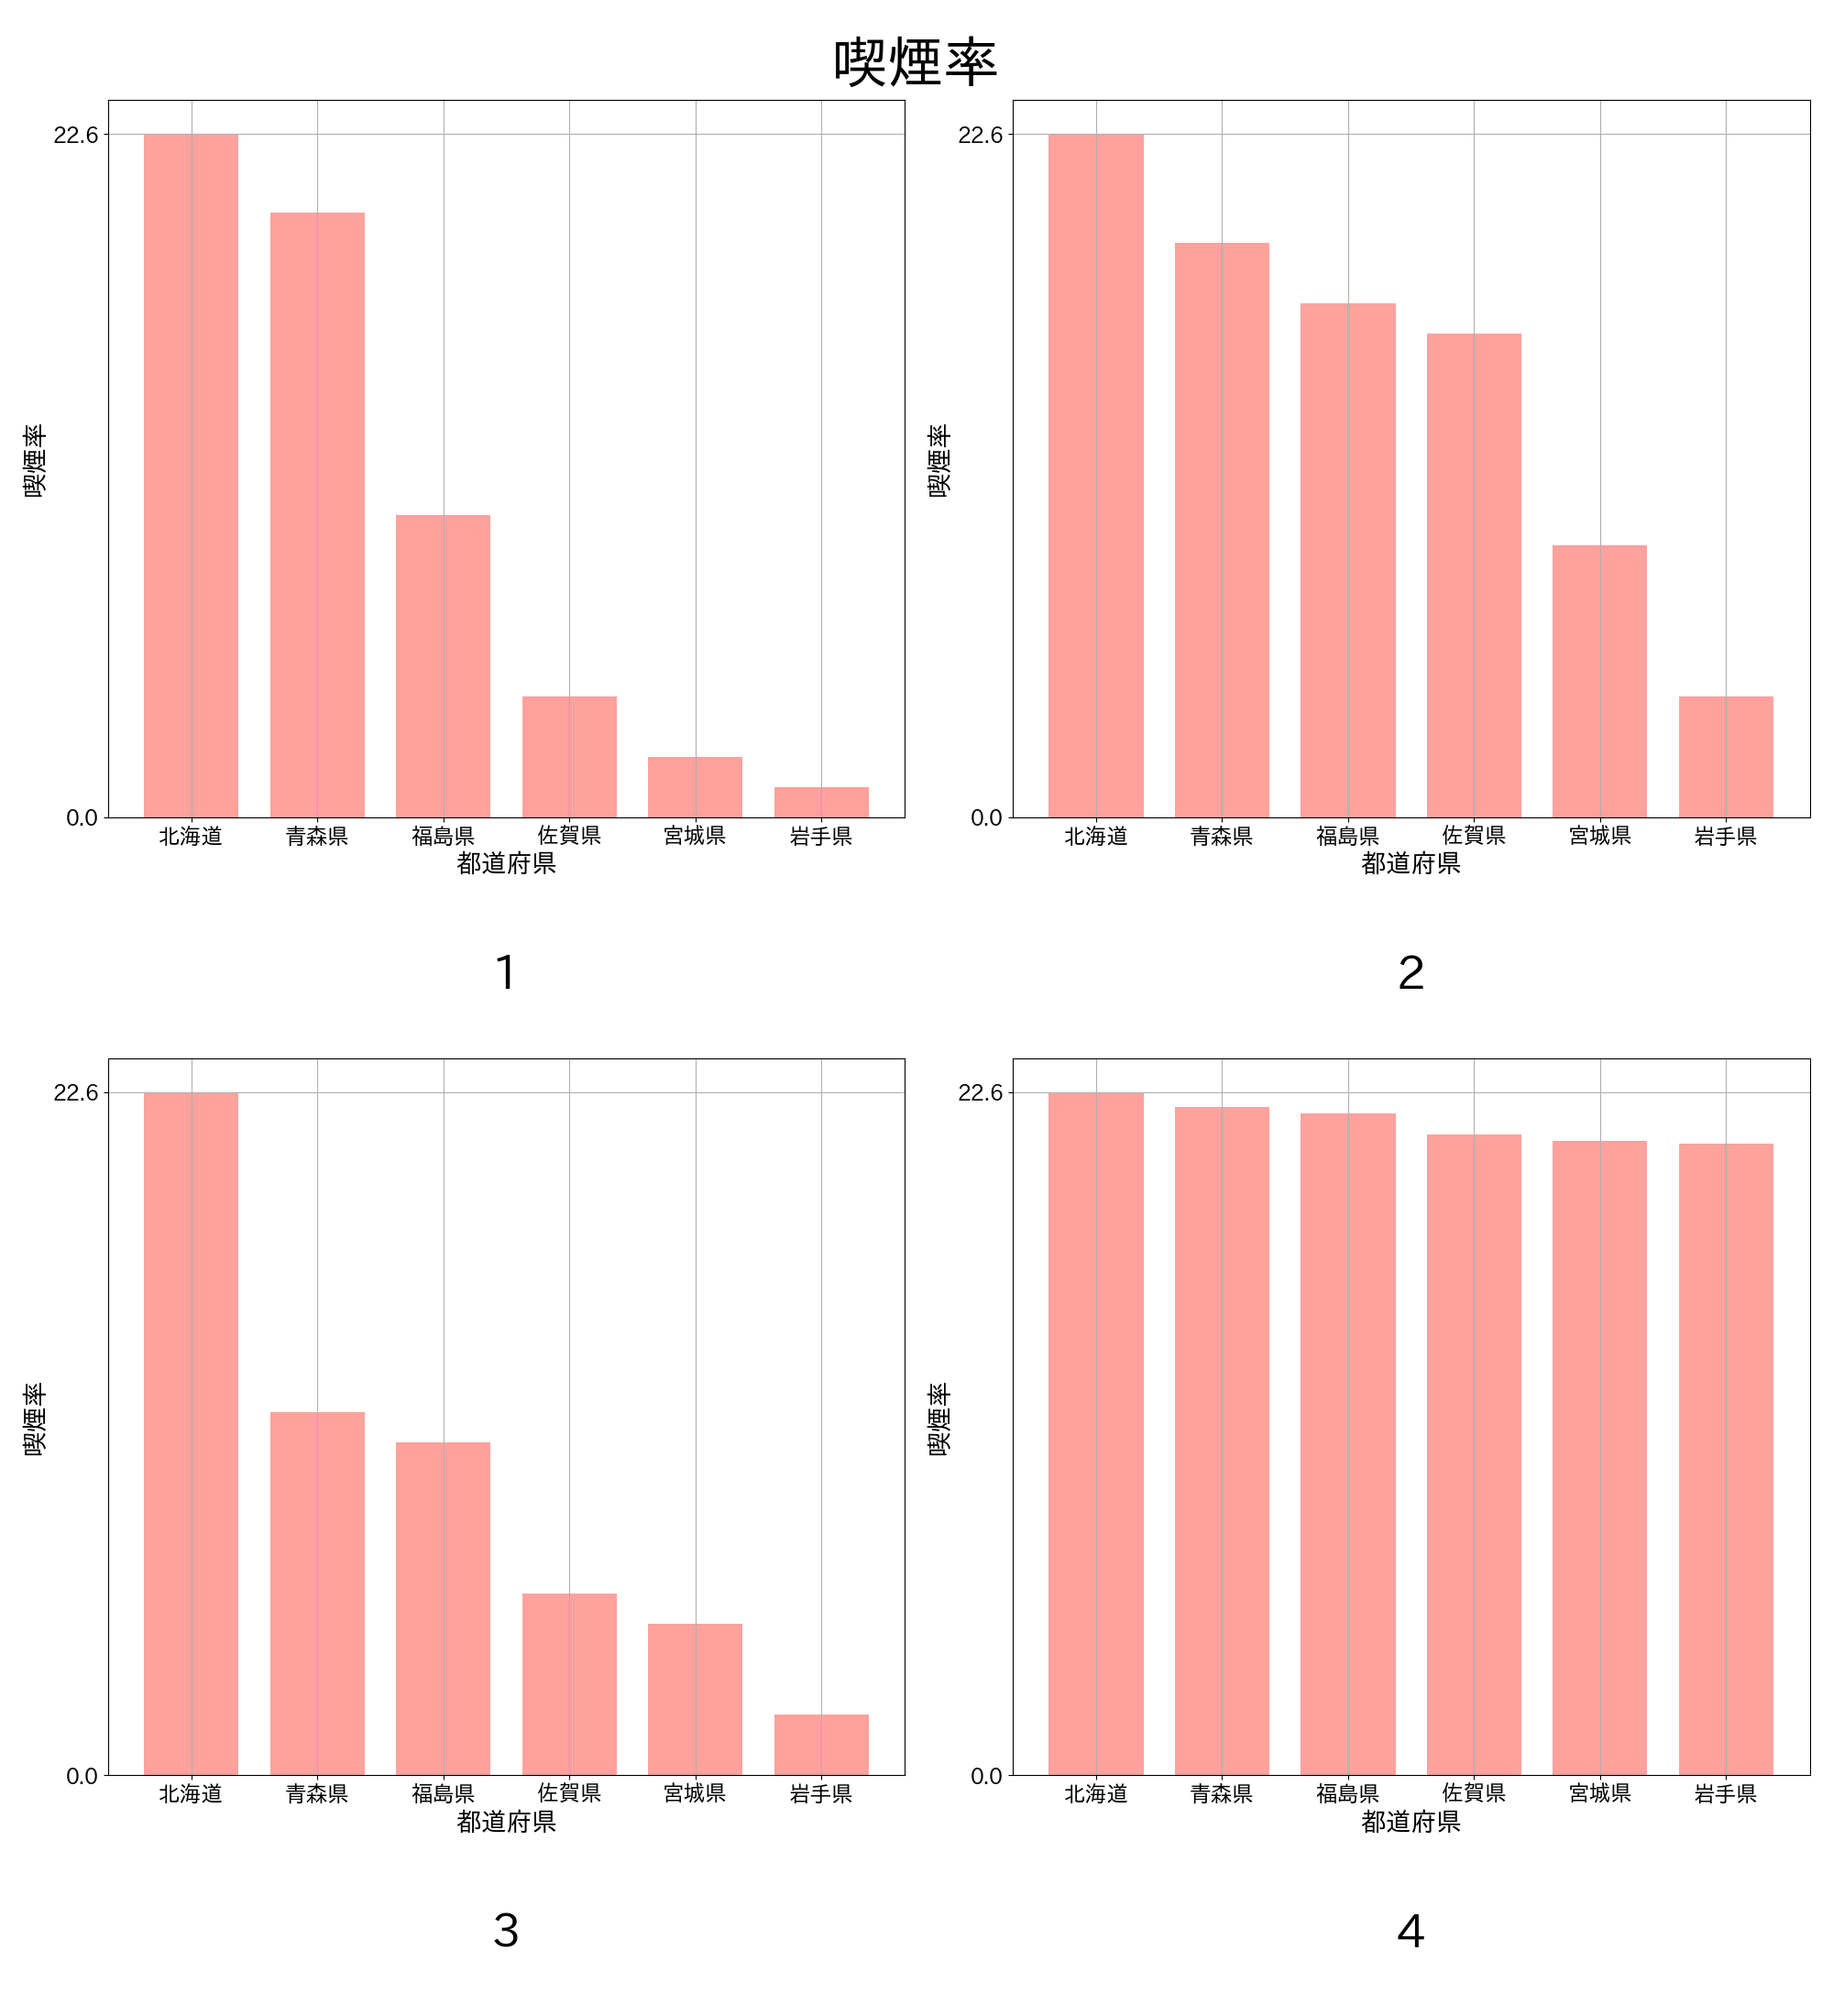 喫煙率
22.6
喫煙率
0.0
北海道 青森県 福島県 佐賀県 宮城県 岩手県
都道府県
1
22.6
喫煙率
0.0
北海道 青森県 福島県 佐賀県 宮城県 岩手県
都道府県
2
22.6
喫煙率
0.0
北海道 青森県 福島県 佐賀県 宮城県 岩手県
都道府県
3
22.6
喫煙率
0.0
北海道 青森県 福島県 佐賀県 宮城県 岩手県
都道府県
4